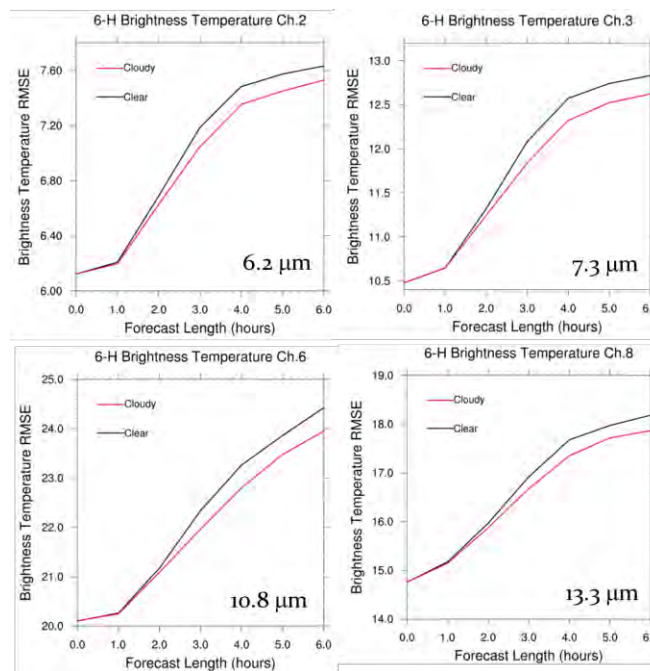 6-H Brightness Temperature Ch.2
Brightness Temperature RMSE
7.60
7.20
6.80
6.40
6.00
Cloudy
Clear
6.2 µm
0.0 1.0 2.0 3.0 4.0 5.0 6.0
Forecast Length (hours)
6-H Brightness Temperature Ch.3
Brightness Temperature RMSE
13.0
12.5
12.0
11.5
11.0
10.5
Cloudy
Clear
7.3 µm
0.0 1.0 2.0 3.0 4.0 5.0 6.0
Forecast Length (hours)
6-H Brightness Temperature Ch.6
Brightness Temperature RMSE
25.0
24.0
23.0
22.0
21.0
20.0
Cloudy
Clear
10.8 µm
0.0 1.0 2.0 3.0 4.0 5.0 6.0
Forecast Length (hours)
6-H Brightness Temperature Ch.8
Brightness Temperature RMSE
19.0
18.0
17.0
16.0
15.0
14.0
Cloudy
Clear
13.3 µm
0.0 1.0 2.0 3.0 4.0 5.0 6.0
Forecast Length (hours)